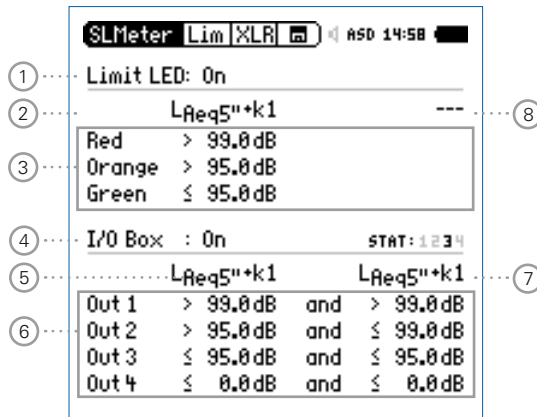 SLMeter Lim XLR ASD 14:58
1 Limit LED: On
2 LAeq5"+k1 --- 8
3
Red > 99.0dB
Orange > 95.0dB
Green ≤ 95.0dB
4 I/O Box : On STAT:1234
5 LAeq5"+k1 LAeq5"+k1 7
6
Out 1 > 99.0dB and > 99.0dB
Out 2 > 95.0dB and ≤ 99.0dB
Out 3 ≤ 95.0dB and ≤ 95.0dB
Out 4 ≤ 0.0dB and ≤ 0.0dB